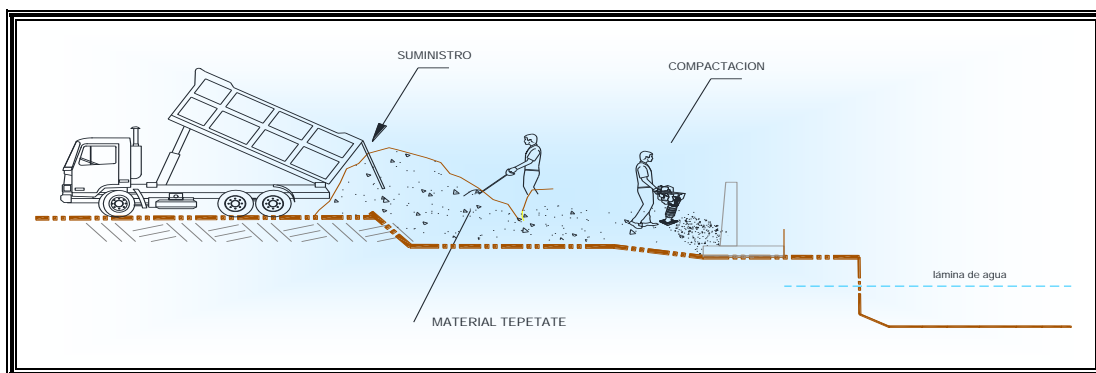 SUMINISTRO
COMPACTACION
lámina de agua
MATERIAL TEPETATE